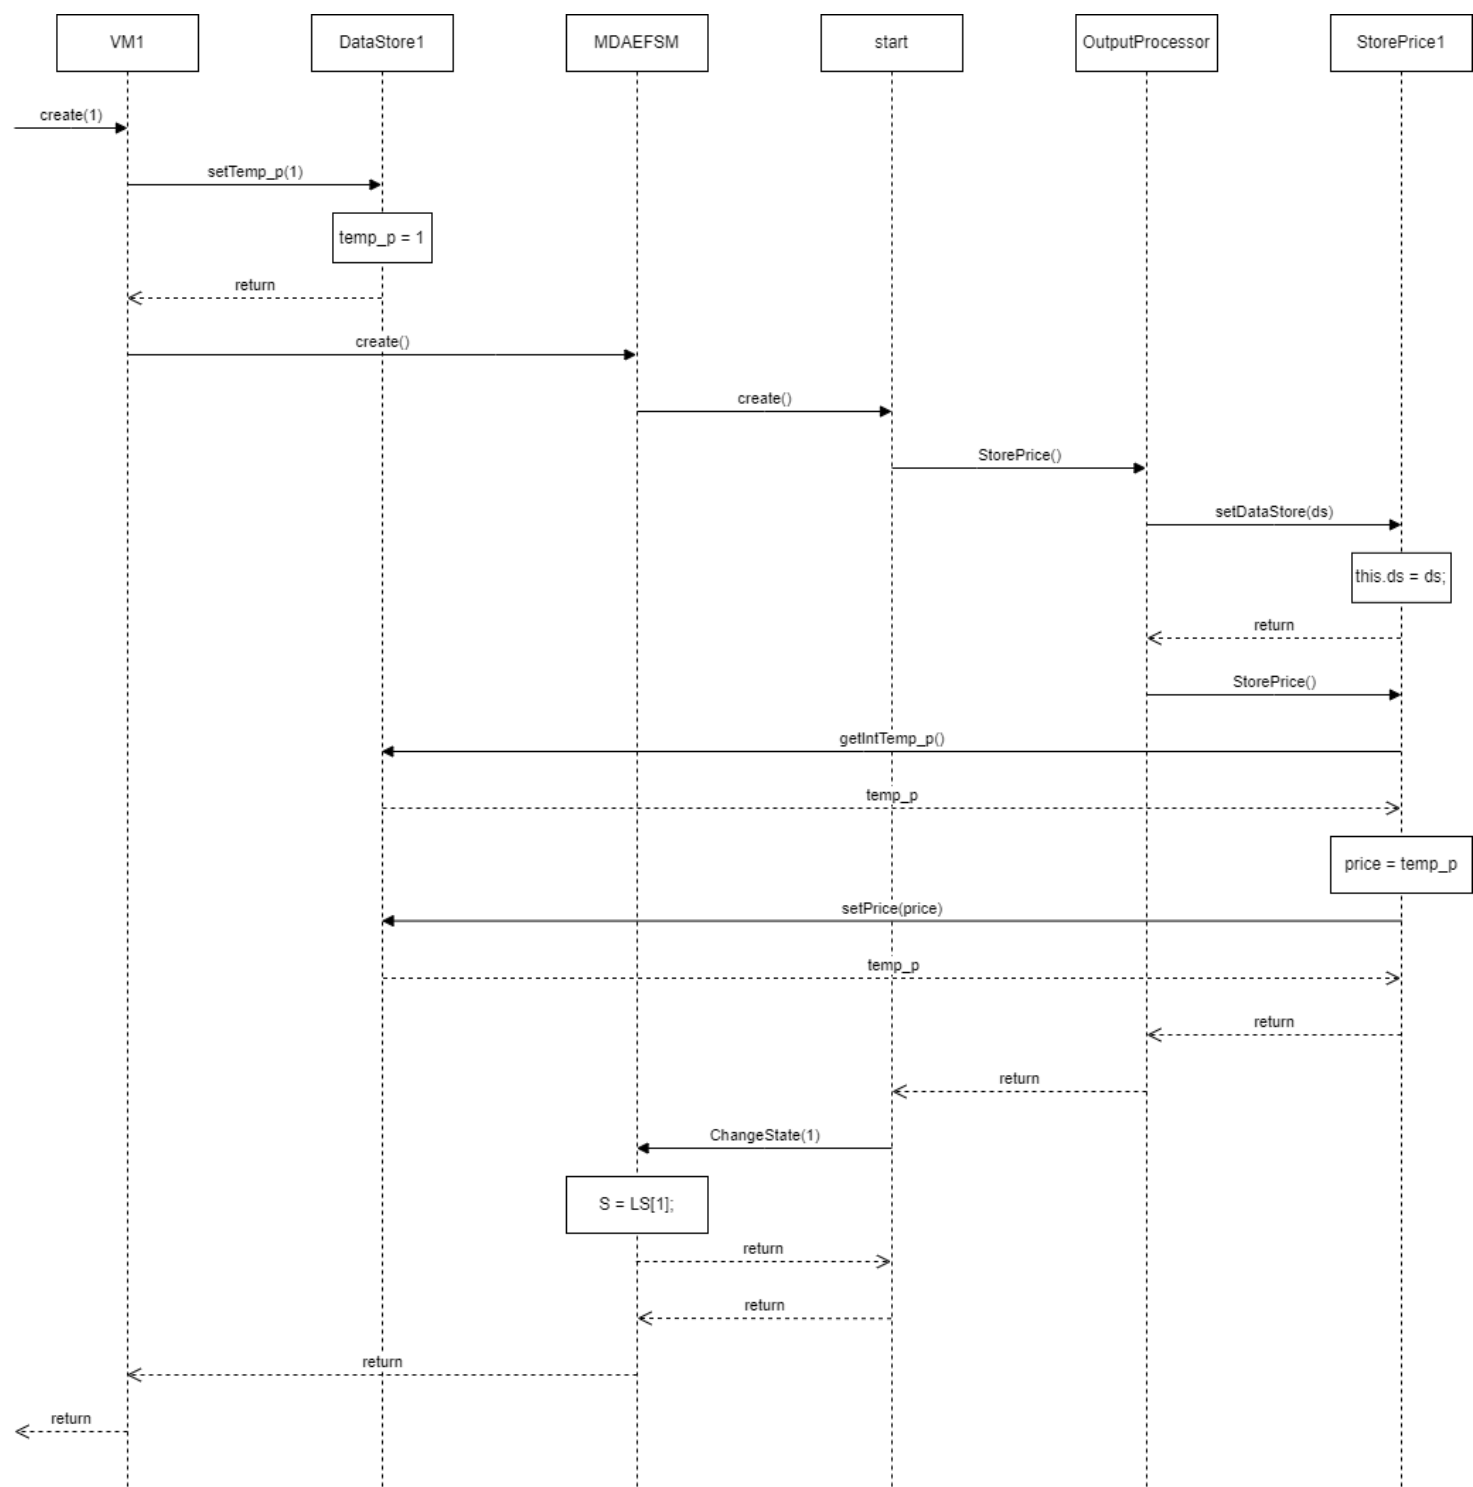 VM1
DataStore1
MDAEFSM
start
OutputProcessor
StorePrice1
create(1)
setTemp_p(1)
temp_p = 1
return
create()
create()
StorePrice()
setDataStore(ds)
this.ds = ds;
return
StorePrice()
getIntTemp_p()
temp_p
price = temp_p
setPrice(price)
temp_p
return
return
ChangeState(1)
S = LS[1];
return
return
return
return